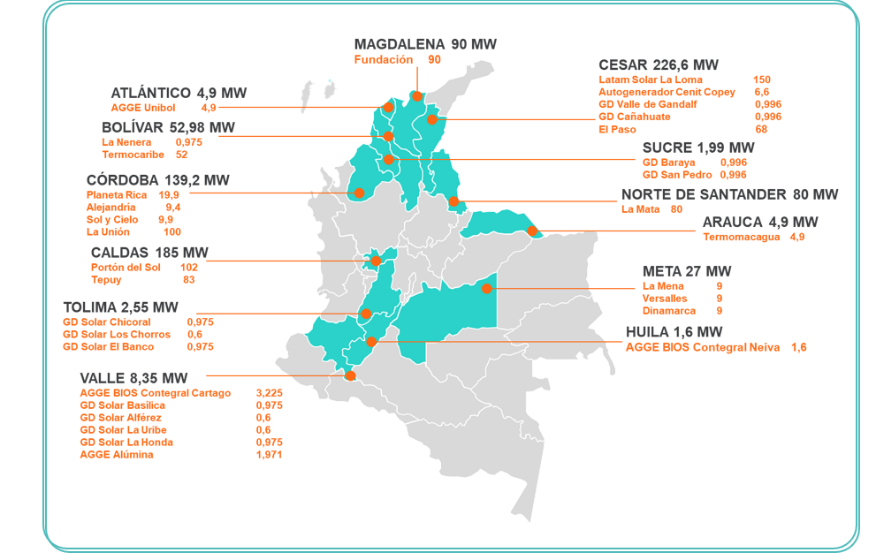 MAGDALENA 90 MW
Fundación 90
ATLÁNTICO 4,9 MW
AGGE Unibol 4,9
BOLÍVAR 52,98 MW
La Nenera 0,975
Termocaribe 52
CÓRDOBA 139,2 MW
Planeta Rica 19,9
Alejandría 9,4
Sol y Cielo 9,9
La Unión 100
CALDAS 185 MW
Portón del Sol 102
Tepuy 83
TOLIMA 2,55 MW
GD Solar Chicoral 0,975
GD Solar Los Chorros 0,6
GD Solar El Banco 0,975
VALLE 8,35 MW
AGGE BIOS Contegral Cartago 3,225
GD Solar Basílica 0,975
GD Solar Alférez 0,6
GD Solar La Uribe 0,6
GD Solar La Honda 0,975
AGGE Alúmina 1,971
CESAR 226,6 MW
Latam Solar La Loma 150
Autogenerador Cenit Copey 6,6
GD Valle de Gandalf 0,996
GD Cañahuate 0,996
El Paso 68
SUCRE 1,99 MW
GD Baraya 0,996
GD San Pedro 0,996
NORTE DE SANTANDER 80 MW
La Mata 80
ARAUCA 4,9 MW
Termomacagua 4,9
META 27 MW
La Mena 9
Versalles 9
Dinamarca 9
HUILA 1,6 MW
AGGE BIOS Contegral Neiva 1,6